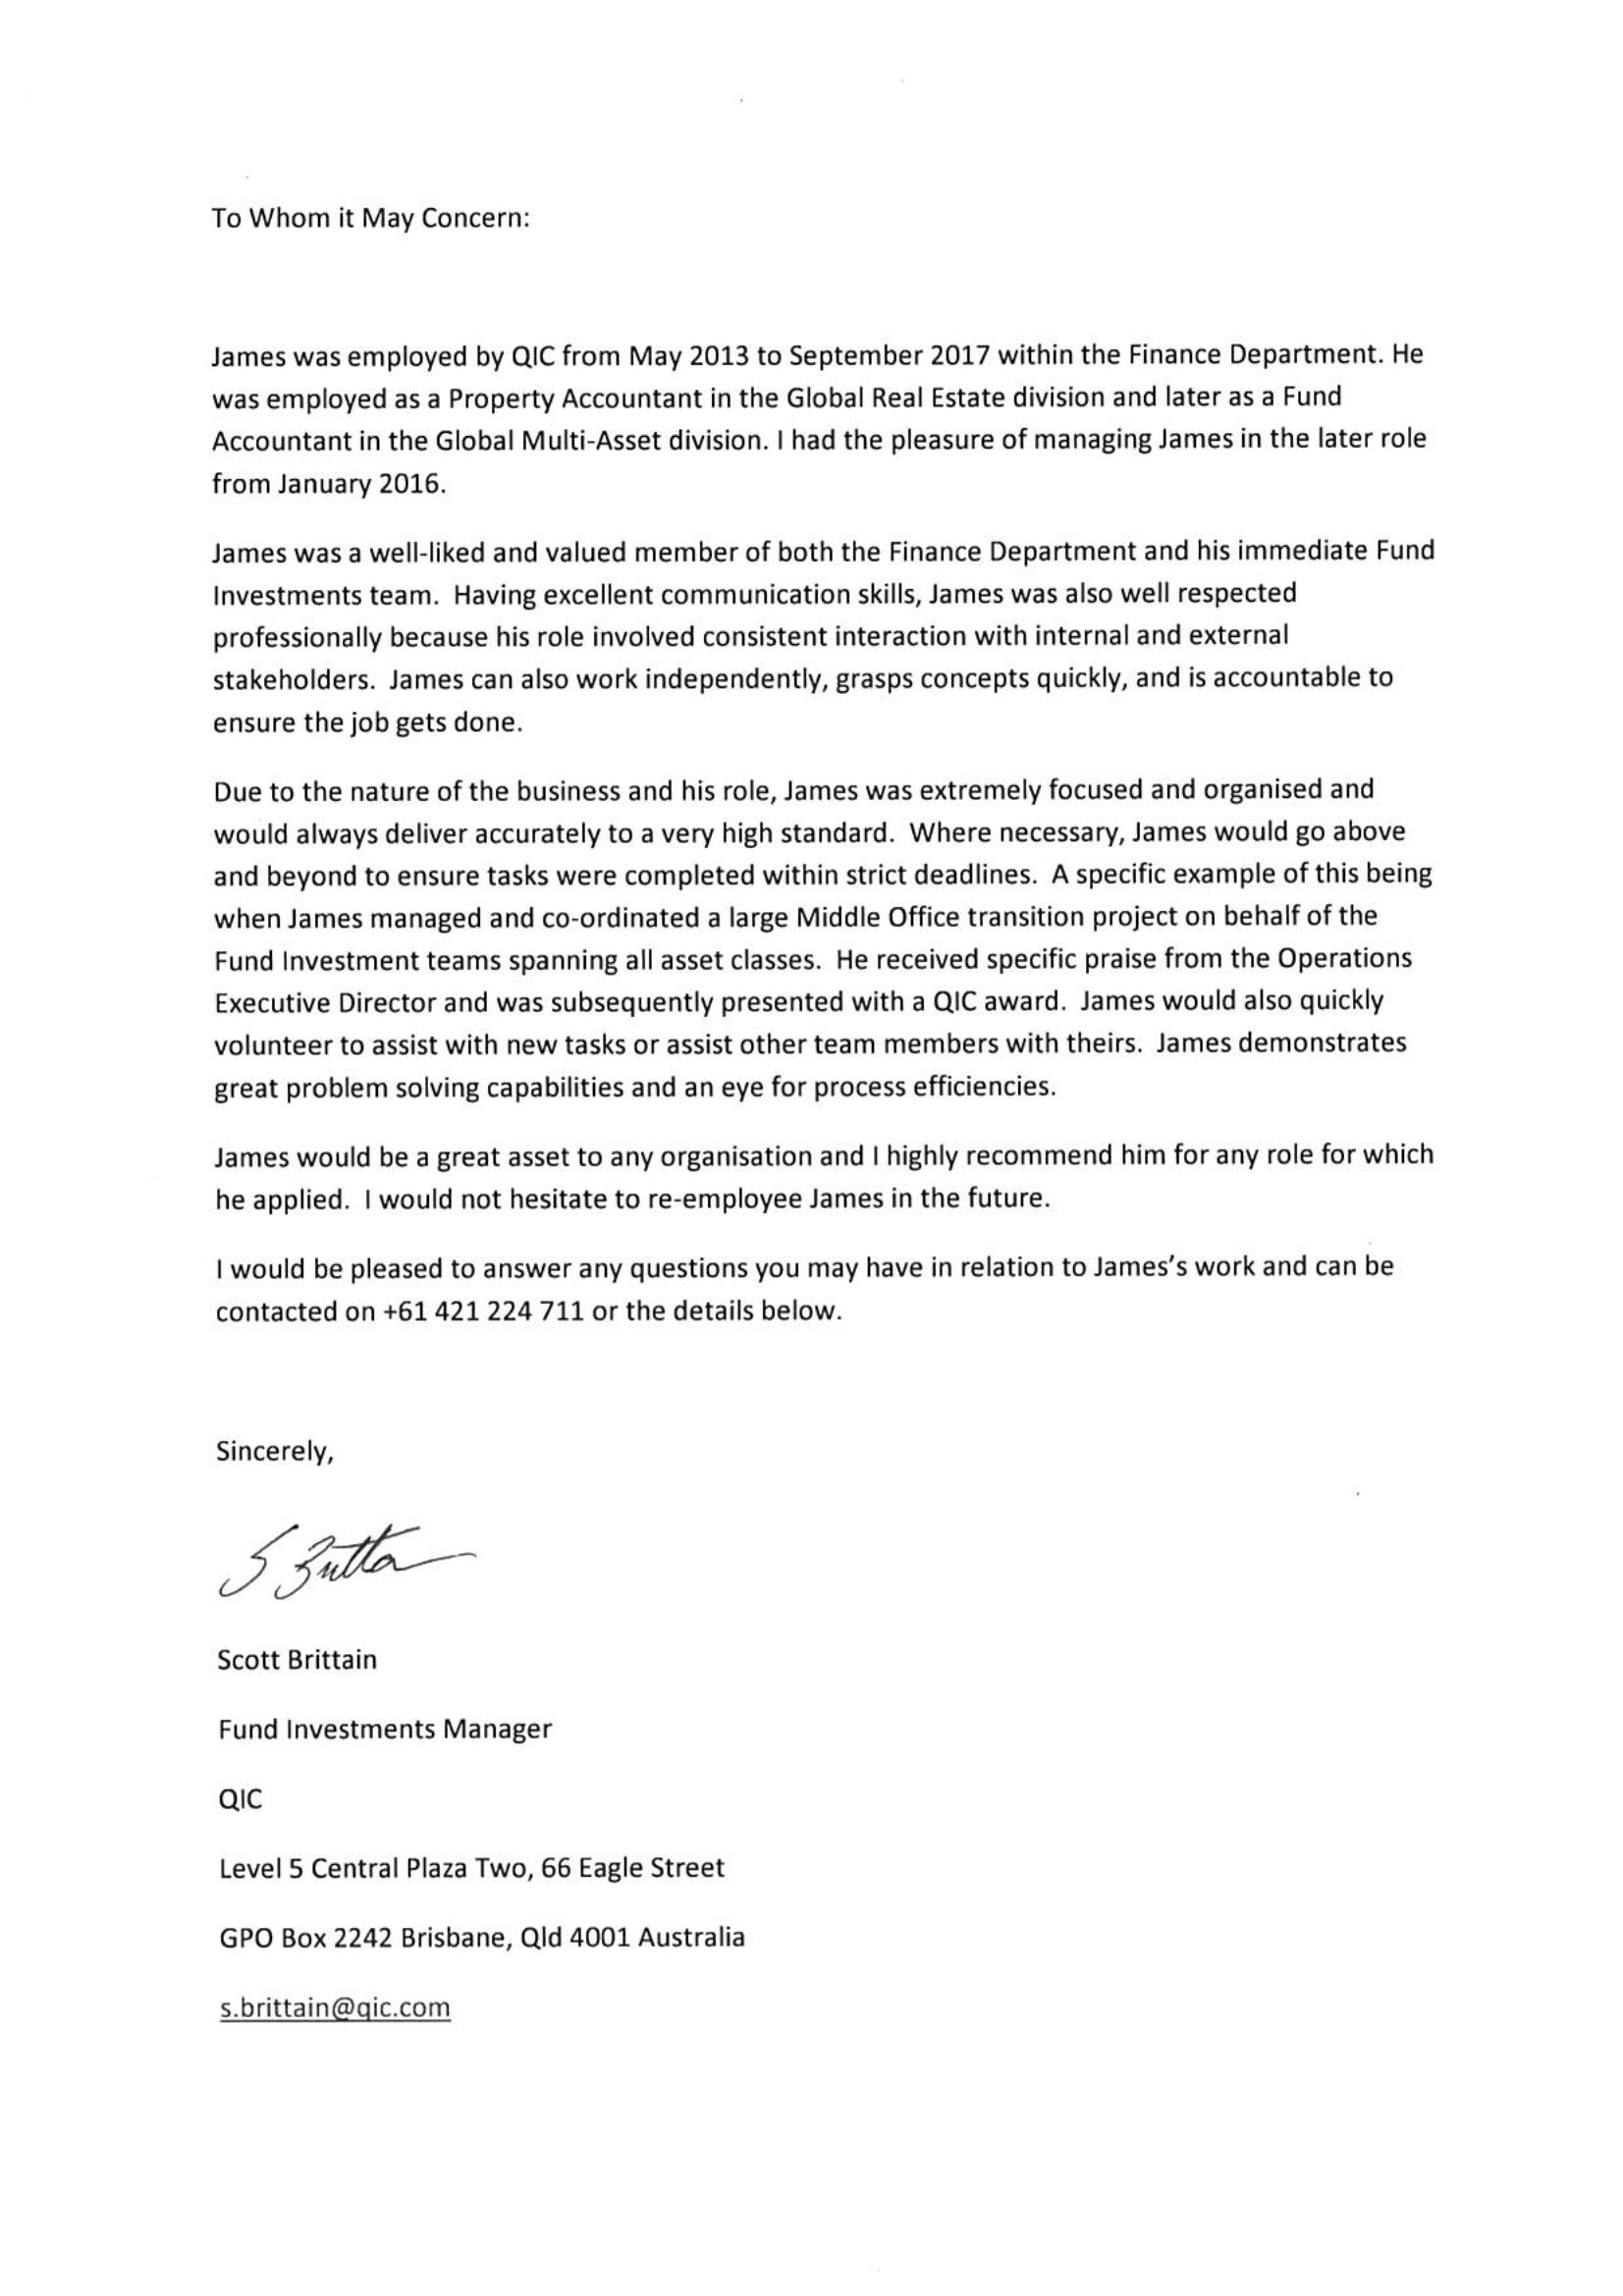 To Whom it May Concern:
James was employed by QIC from May 2013 to September 2017 within the Finance Department. He
was employed as a Property Accountant in the Global Real Estate division and later as a Fund
Accountant in the Global Multi-Asset division. I had the pleasure of managing James in the later role
from January 2016.
James was a well-liked and valued member of both the Finance Department and his immediate Fund
Investments team.  Having excellent communication skills, James was also well respected
professionally because his role involved consistent interaction with internal and external
stakeholders.  James can also work independently, grasps concepts quickly, and is accountable to
ensure the job gets done.
Due to the nature of the business and his role, James was extremely focused and organised and
would always deliver accurately to a very high standard.  Where necessary, James would go above
and beyond to ensure tasks were completed within strict deadlines.  A specific example of this being
when James managed and co-ordinated a large Middle Office transition project on behalf of the
Fund Investment teams spanning all asset classes.  He received specific praise from the Operations
Executive Director and was subsequently presented with a QIC award.  James would also quickly
volunteer to assist with new tasks or assist other team members with theirs.  James demonstrates
great problem solving capabilities and an eye for process efficiencies.
James would be a great asset to any organisation and I highly recommend him for any role for which
he applied.  I would not hesitate to re-employee James in the future.
I would be pleased to answer any questions you may have in relation to James's work and can be
contacted on +61 421 224 711 or the details below.
Sincerely,
Scott Brittain
Fund Investments Manager
QIC
Level 5 Central Plaza Two, 66 Eagle Street
GPO Box 2242 Brisbane, Qld 4001 Australia
s.brittain@qic.com